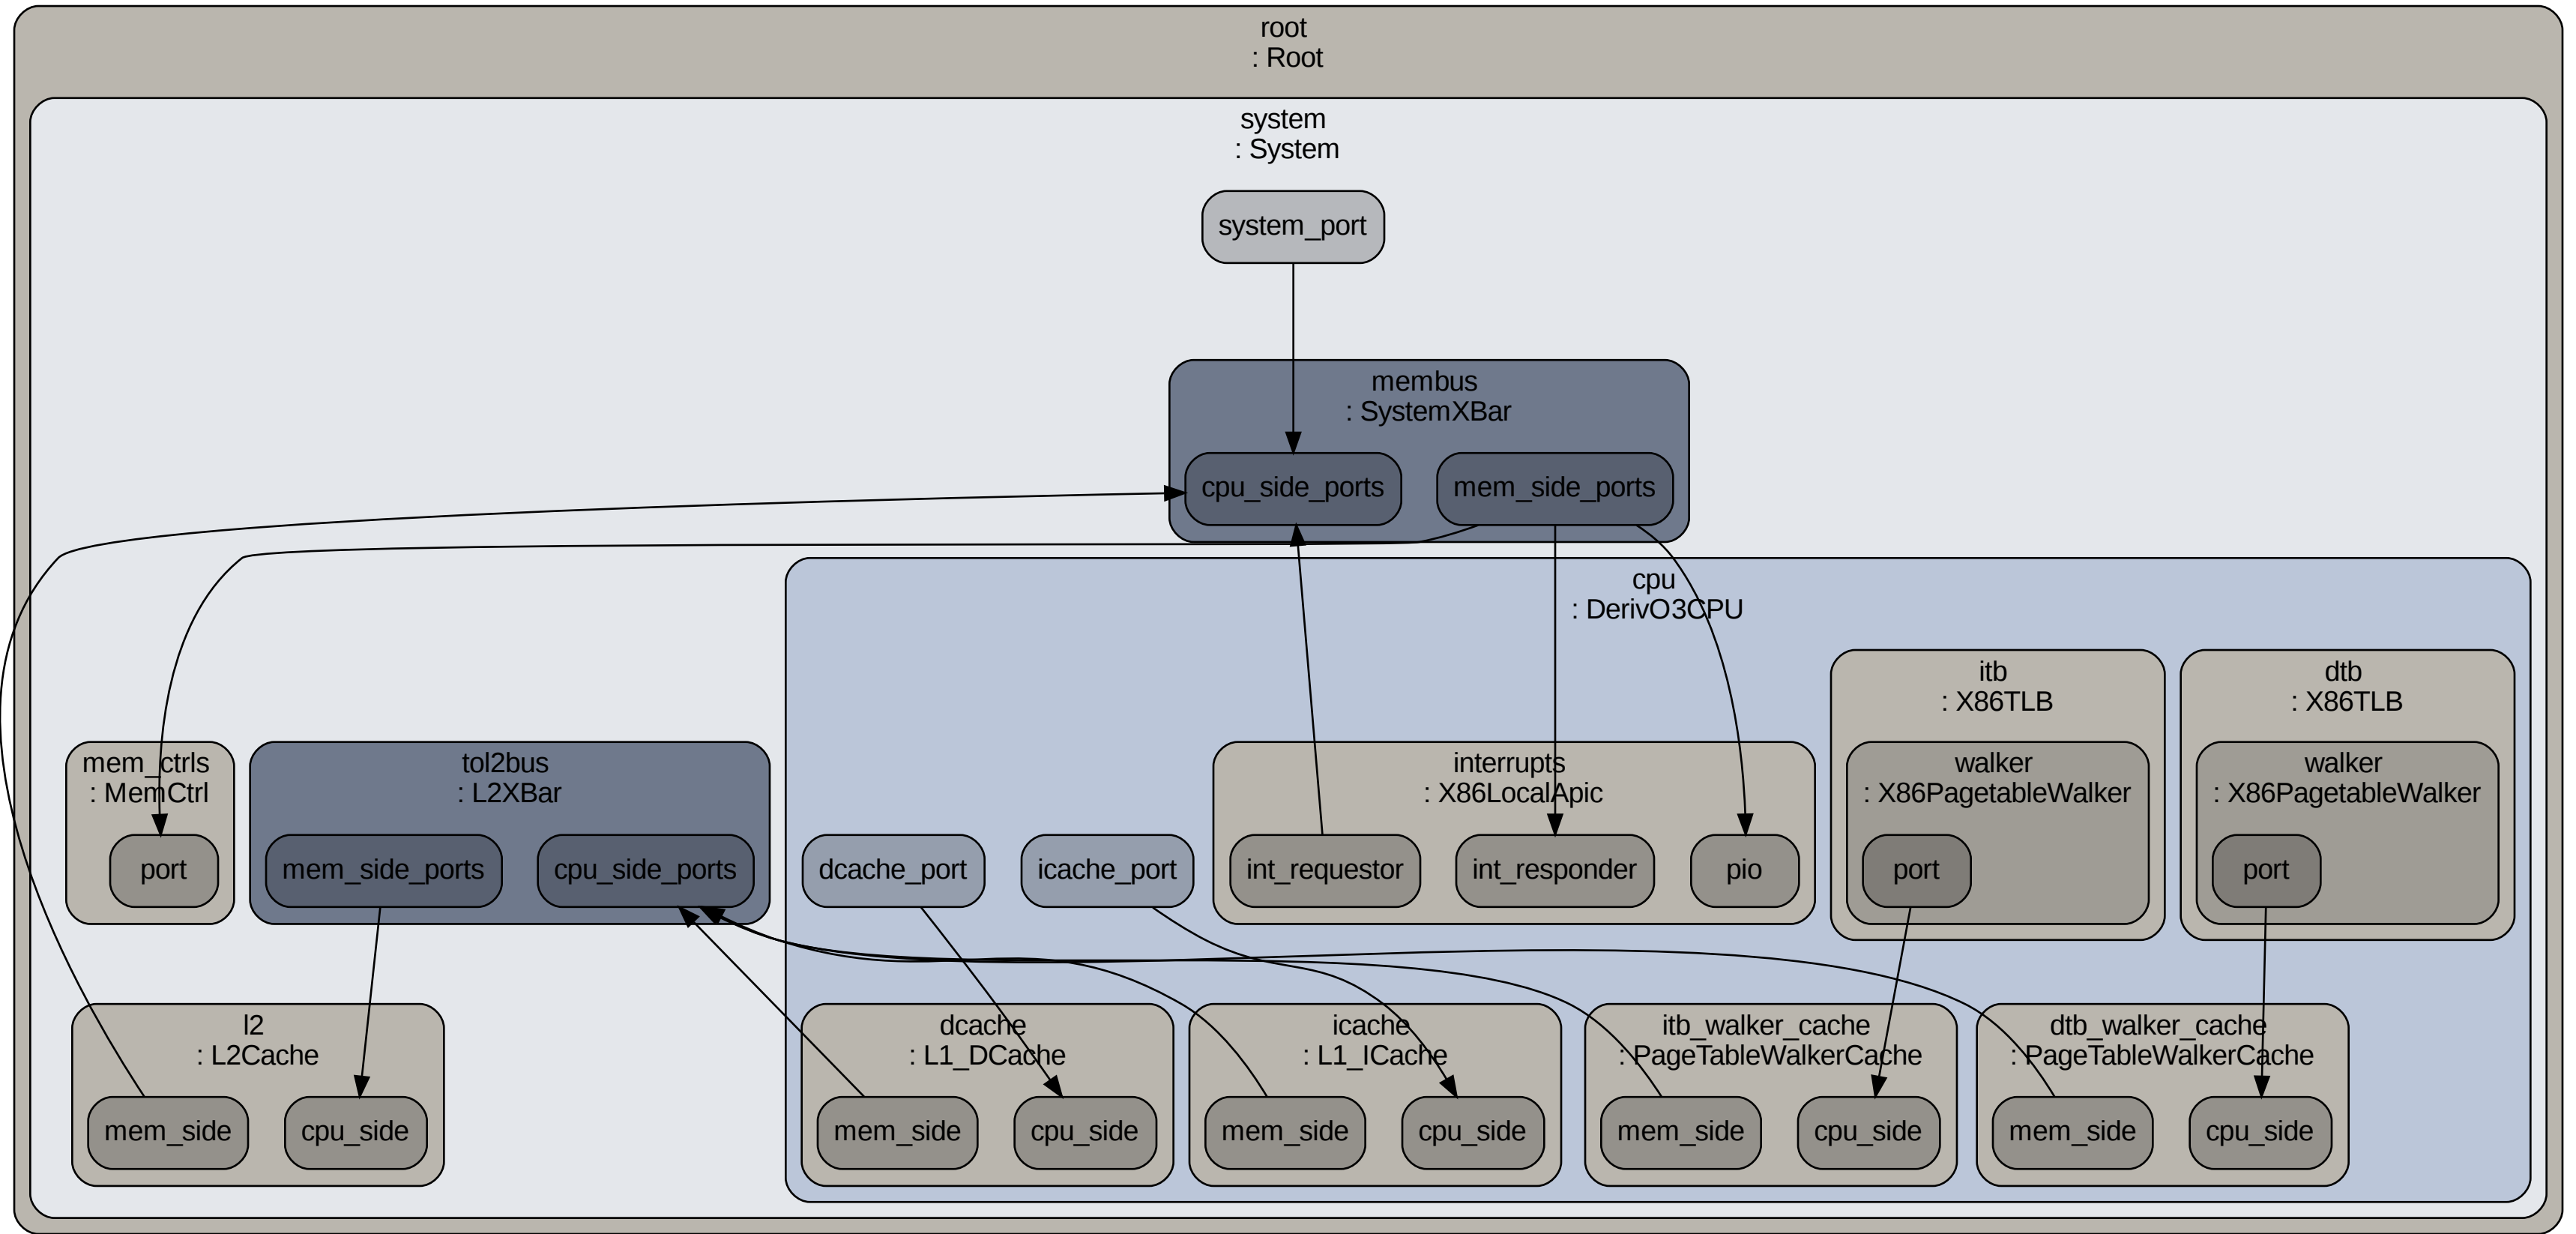 root
: Root
system
: System
system_port
membus
: SystemXBar
cpu_side_ports
mem_side_ports
cpu
: DerivO3CPU
itb
: X86TLB
dtb
: X86TLB
mem_ctrls
: MemCtrl
port
tol2bus
: L2XBar
mem_side_ports
cpu_side_ports
dcache_port
icache_port
interrupts
: X86LocalApic
int_requestor
int_responder
pio
walker
: X86PagetableWalker
port
walker
: X86PagetableWalker
port
l2
: L2Cache
mem_side
cpu_side
dcache
: L1_DCache
mem_side
cpu_side
icache
: L1_ICache
mem_side
cpu_side
itb_walker_cache
: PageTableWalkerCache
mem_side
cpu_side
dtb_walker_cache
: PageTableWalkerCache
mem_side
cpu_side